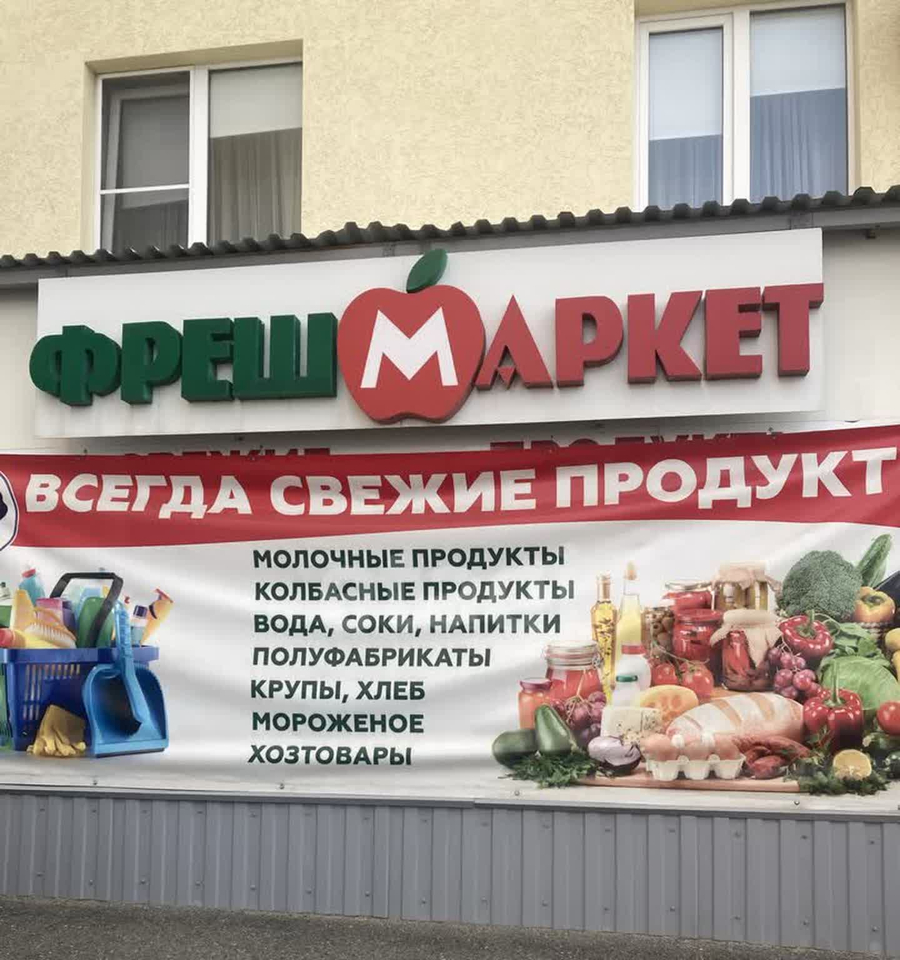 ФРЕШМАРКЕТ
ВСЕГДА СВЕЖИЕ ПРОДУКТ
МОЛОЧНЫЕ ПРОДУКТЫ
КОЛБАСНЫЕ ПРОДУКТЫ
ВОДА, СОКИ, НАПИТКИ
ПОЛУФАБРИКАТЫ
КРУПЫ, ХЛЕБ
МОРОЖЕНОЕ
ХОЗТОВАРЫ